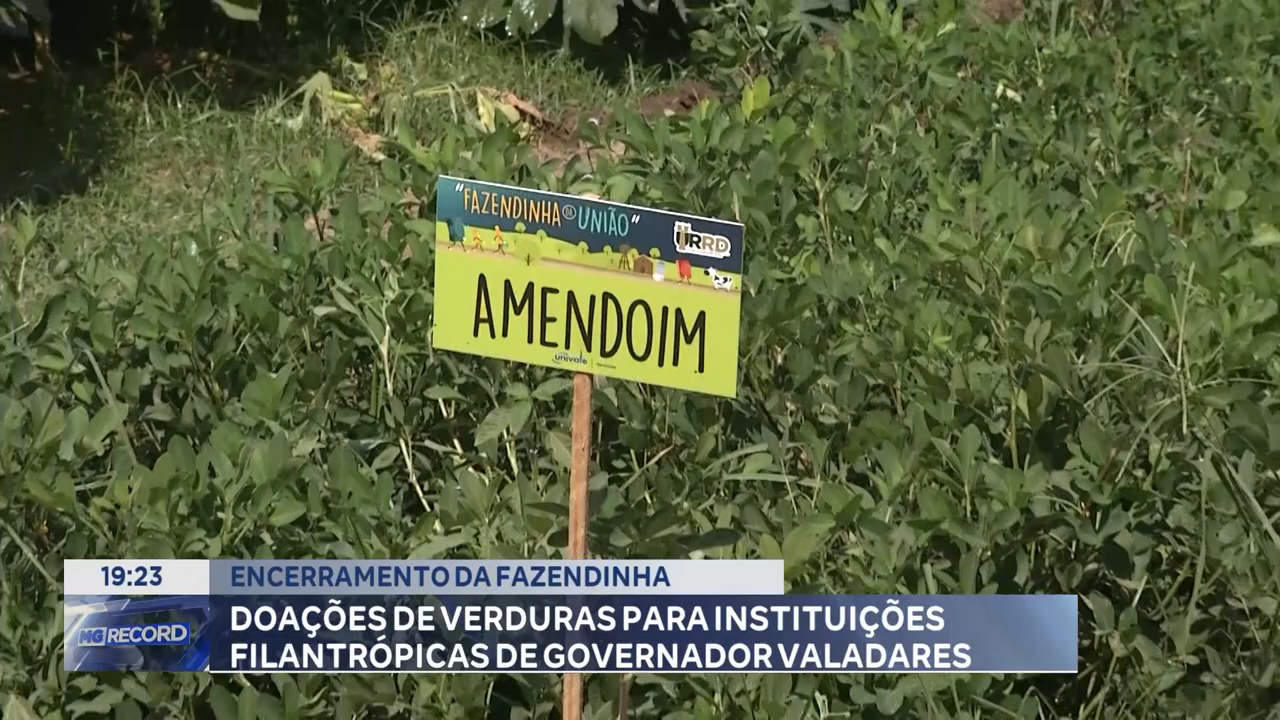 "FAZENDINHA DA UNIÃO"
URRD
AMENDOIM
univale
19:23
ENCERRAMENTO DA FAZENDINHA
MG RECORD
DOAÇÕES DE VERDURAS PARA INSTITUIÇÕES
FILANTRÓPICAS DE GOVERNADOR VALADARES